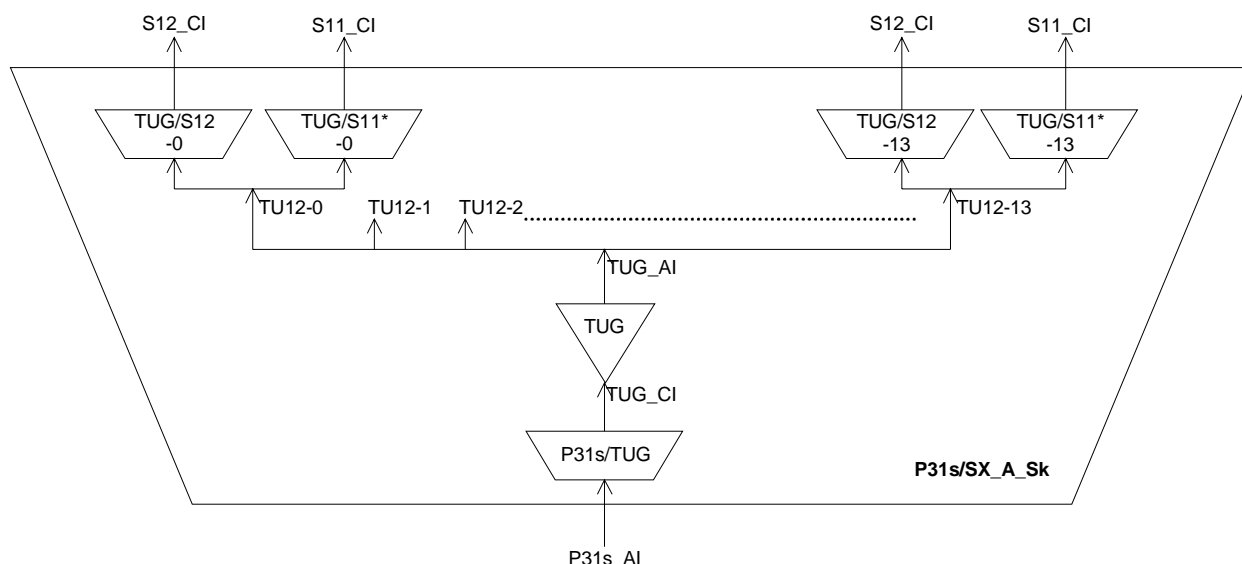 S12_CI
S11_CI
S12_CI
S11_CI
TUG/S12
-0
TUG/S11*
-0
TUG/S12
-13
TUG/S11*
-13
TU12-0
TU12-1
TU12-2
TU12-13
TUG_AI
TUG
TUG_CI
P31s/TUG
P31s/SX_A_Sk
P31s_AI